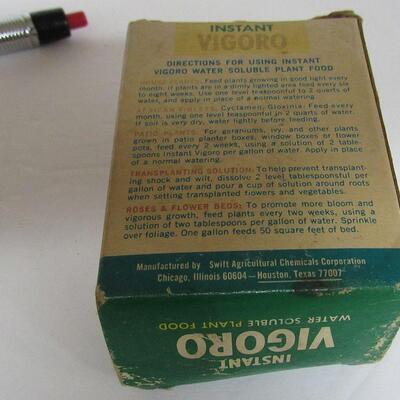 INSTANT
VIGORO
DIRECTIONS FOR USING INSTANT
VIGORO WATER SOLUBLE PLANT FOOD
HOUSE PLANTS: Feed plants growing in good light every
month. If plants are in a dimly lighted area feed every six
to eight weeks. Use one level teaspoonful to 2 quarts of
water, and apply in place of a normal watering.
AFRICAN VIOLETS, Cyclamen, Gloxinia: Feed every
month, using one level teaspoonful in 2 quarts of water.
If soil is very dry, water lightly before feeding.
PATIO PLANTS: For geraniums, ivy, and other plants
grown in patio planter boxes, window boxes or flower
pots, feed every 2 weeks, using a solution of 2 table-
spoons Instant Vigoro per gallon of water. Apply in place
of a normal watering.
TRANSPLANTING SOLUTION: To help prevent transplant-
ing shock and wilt, dissolve 2 level tablespoonsful per
gallon of water and pour a cup of solution around roots
when setting transplanted flowers and vegetables.
ROSES & FLOWER BEDS: To promote more bloom and
vigorous growth, feed plants every two weeks, using a
solution of two tablespoons per gallon of water. Sprinkle
over foliage. One gallon feeds 50 square feet of bed.
Manufactured by Swift Agricultural Chemicals Corporation
Chicago, Illinois 60604—Houston, Texas 77007
INSTANT
VIGORO
WATER SOLUBLE PLANT FOOD